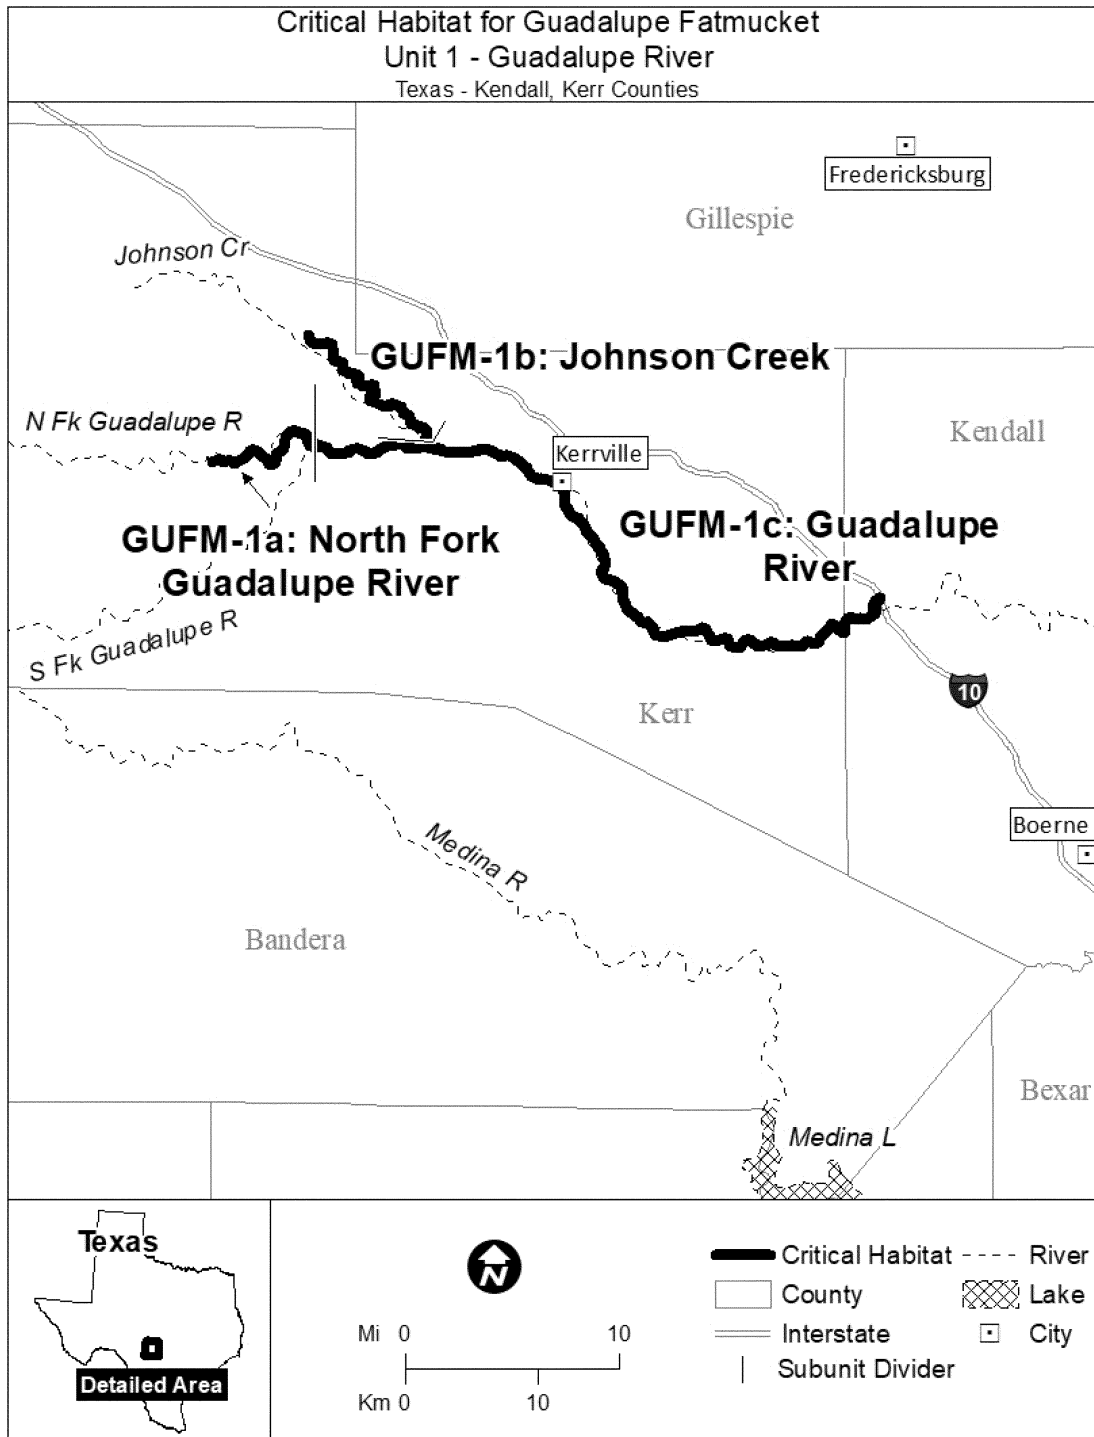 Critical Habitat for Guadalupe Fatmucket
Unit 1 - Guadalupe River
Texas - Kendall, Kerr Counties
Fredericksburg
Gillespie
Johnson Cr
GUFM-1b: Johnson Creek
N Fk Guadalupe R
Kendall
Kerrville
GUFM-1c: Guadalupe
River
GUFM-1a: North Fork
Guadalupe River
S Fk Guadalupe R
10
Kerr
Boerne
Medina R
Bandera
Bexar
Medina L
Texas
Detailed Area
N
Mi 0 10
Km 0 10
Critical Habitat
River
County
Lake
Interstate
City
Subunit Divider